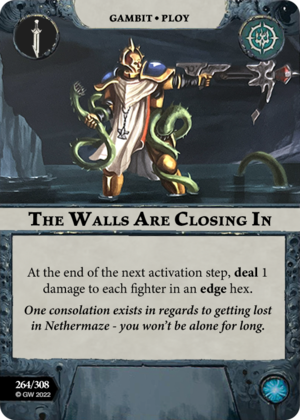 GAMBIT • PLOY
THE WALLS ARE CLOSING IN
At the end of the next activation step, deal 1
damage to each fighter in an edge hex.
One consolation exists in regards to getting lost
in Nethermaze - you won't be alone for long.
264/308
© GW 2022